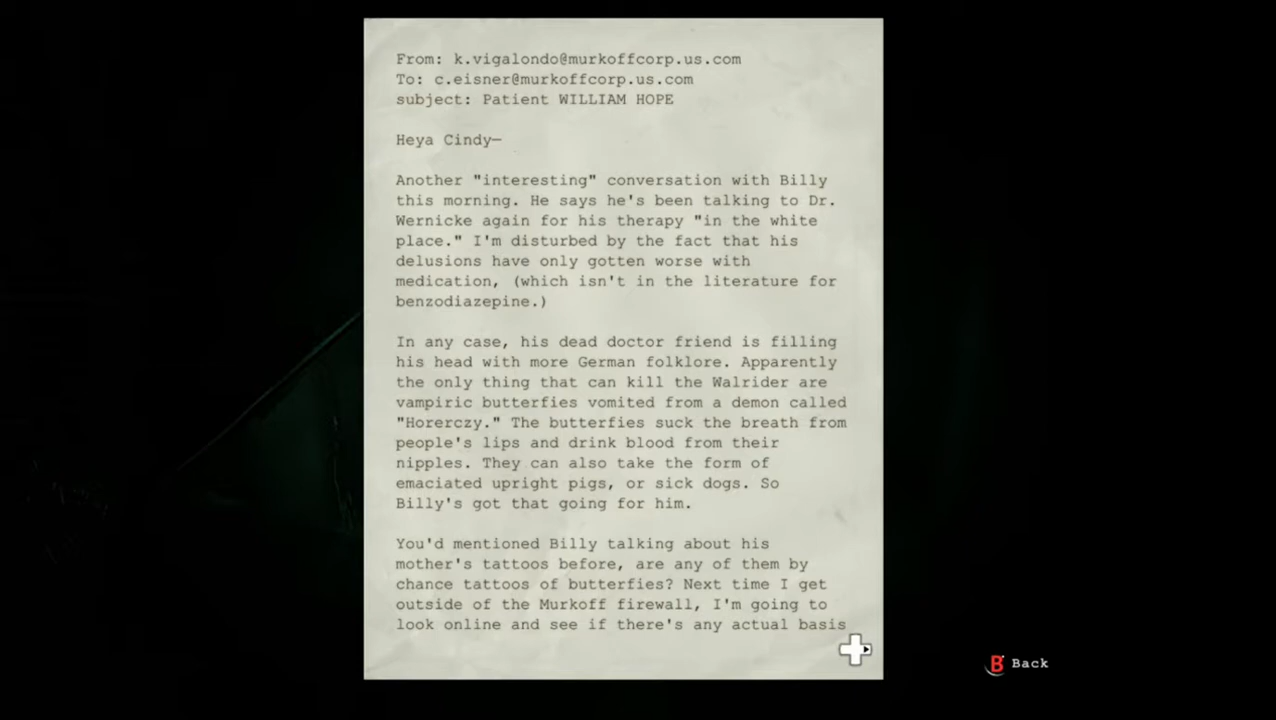 From: k.vigalondo@murkoffcorp.us.com
To: c.eisner@murkoffcorp.us.com
subject: Patient WILLIAM HOPE
Heya Cindy—
Another "interesting" conversation with Billy
this morning. He says he's been talking to Dr.
Wernicke again for his therapy "in the white
place." I'm disturbed by the fact that his
delusions have only gotten worse with
medication, (which isn't in the literature for
benzodiazepine.)
In any case, his dead doctor friend is filling
his head with more German folklore. Apparently
the only thing that can kill the Walrider are
vampiric butterfies vomited from a demon called
"Horerczy." The butterfies suck the breath from
people's lips and drink blood from their
nipples. They can also take the form of
emaciated upright pigs, or sick dogs. So
Billy's got that going for him.
You'd mentioned Billy talking about his
mother's tattoos before, are any of them by
chance tattoos of butterfies? Next time I get
outside of the Murkoff firewall, I'm going to
look online and see if there's any actual basis
B Back